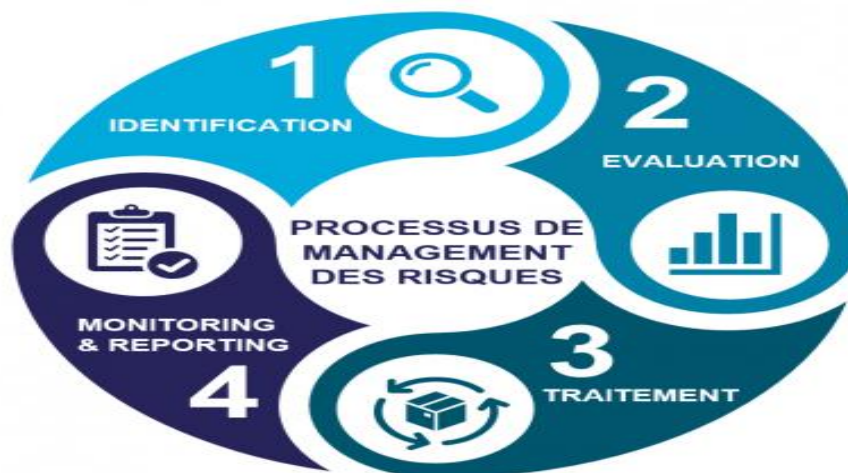 1
IDENTIFICATION
2
EVALUATION
PROCESSUS DE
MANAGEMENT
DES RISQUES
3
TRAITEMENT
MONITORING
& REPORTING
4